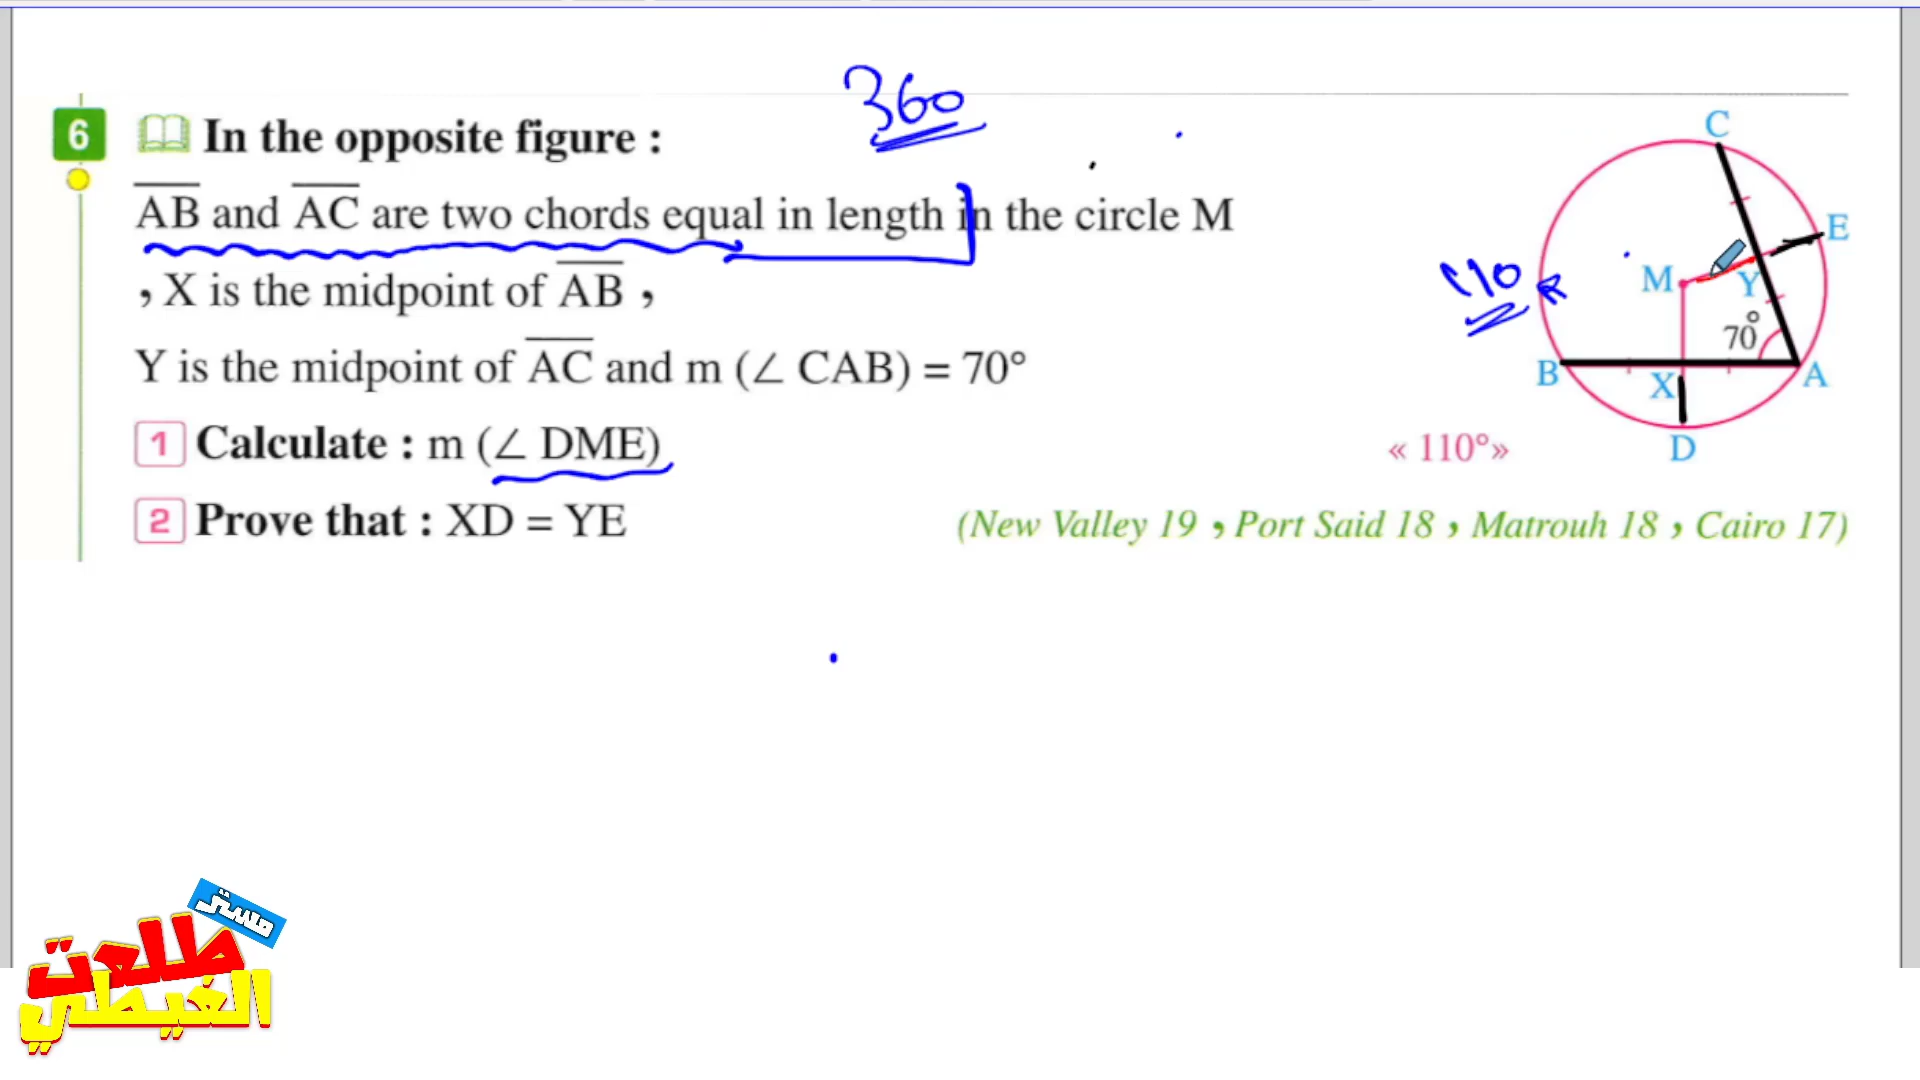 360
6 In the opposite figure :
AB and AC are two chords equal in length in the circle M
, X is the midpoint of AB ,
Y is the midpoint of AC and m (∠ CAB) = 70°
1 Calculate : m (∠ DME)
« 110° »
2 Prove that : XD = YE
(New Valley 19 , Port Said 18 , Matrouh 18 , Cairo 17)
C
E
M
Y
110
70°
B
X
A
D
مستر
طلعت
الغيطي